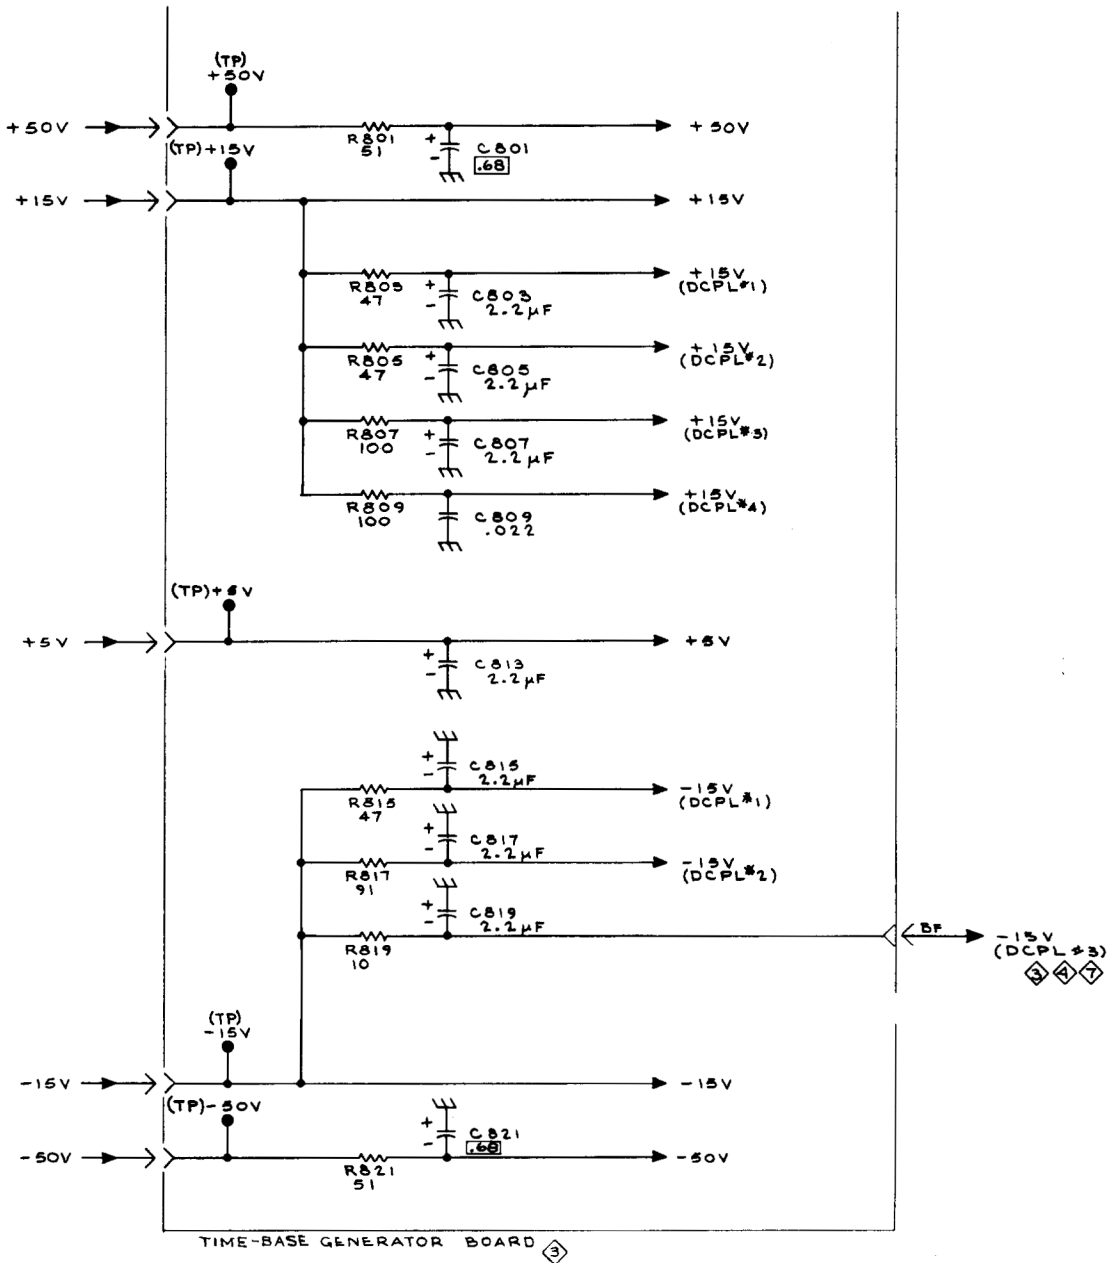 (TP)
+50V
+50V
R801
51
+
-
C801
.68
+50V
(TP)+15V
+15V
+15V
R803
47
+
-
C803
2.2µF
+15V
(DCPL#1)
R805
47
+
-
C805
2.2µF
+15V
(DCPL#2)
R807
100
+
-
C807
2.2µF
+15V
(DCPL#3)
R809
100
C809
.022
+15V
(DCPL#4)
(TP)+5V
+5V
+
-
C813
2.2µF
+5V
+
-
C815
2.2µF
R815
47
-15V
(DCPL#1)
+
-
C817
2.2µF
R817
91
-15V
(DCPL#2)
+
-
C819
2.2µF
R819
10
BF
-15V
(DCPL #3)
3 4 7
(TP)
-15V
-15V
-15V
(TP)-50V
-50V
R821
51
+
-
C821
.68
-50V
TIME-BASE GENERATOR BOARD 3